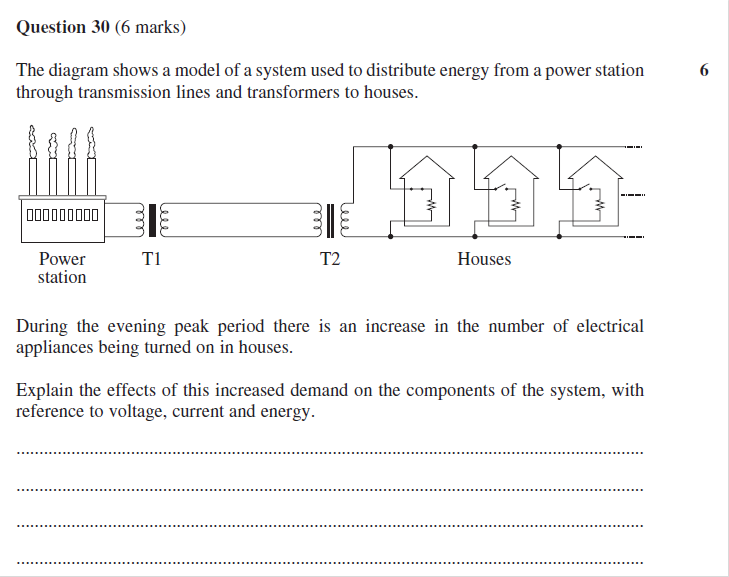 Question 30 (6 marks)
The diagram shows a model of a system used to distribute energy from a power station
6
through transmission lines and transformers to houses.
Power
station
T1
T2
Houses
During the evening peak period there is an increase in the number of electrical
appliances being turned on in houses.
Explain the effects of this increased demand on the components of the system, with
reference to voltage, current and energy.